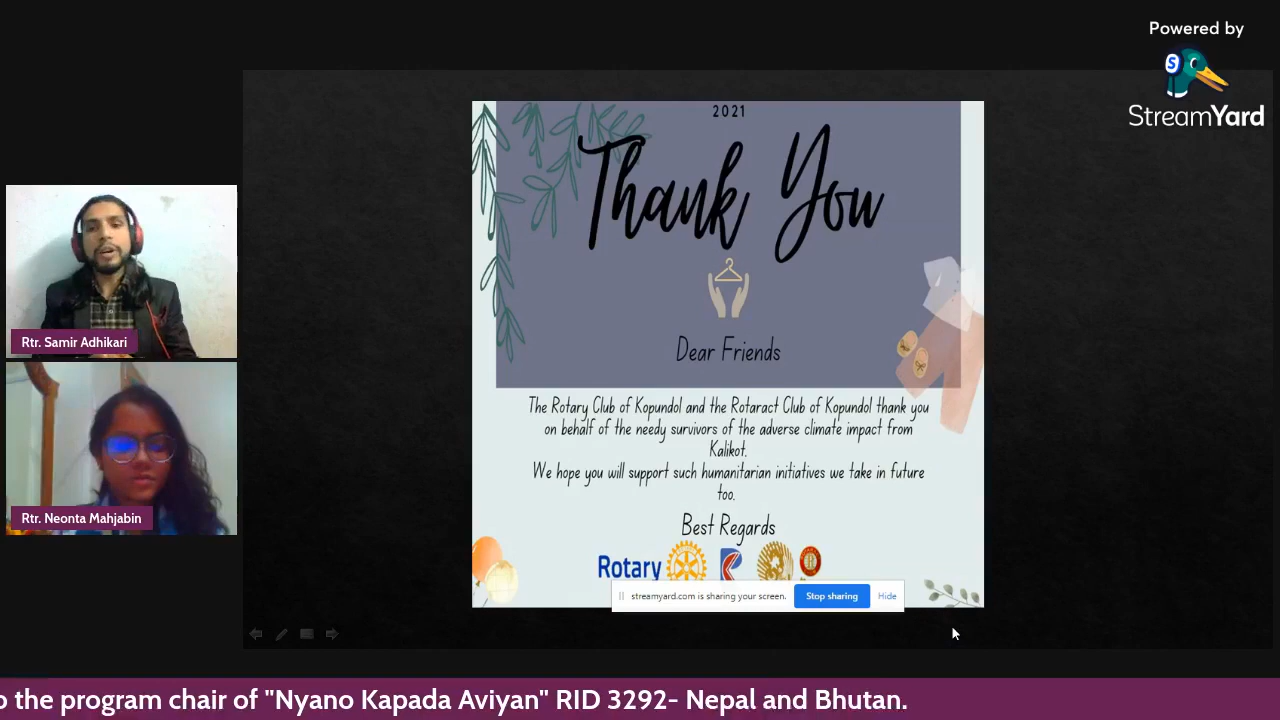 Powered by
StreamYard
2021
Thank You
Dear Friends
The Rotary Club of Kopundol and the Rotaract Club of Kopundol thank you
on behalf of the needy survivors of the adverse climate impact from
Kalikot.
We hope you will support such humanitarian initiatives we take in future
too.
Best Regards
Rotary
streamyard.com is sharing your screen.
Stop sharing
Hide
Rtr. Samir Adhikari
Rtr. Neonta Mahjabin
the program chair of "Nyano Kapada Aviyan" RID 3292- Nepal and Bhutan.